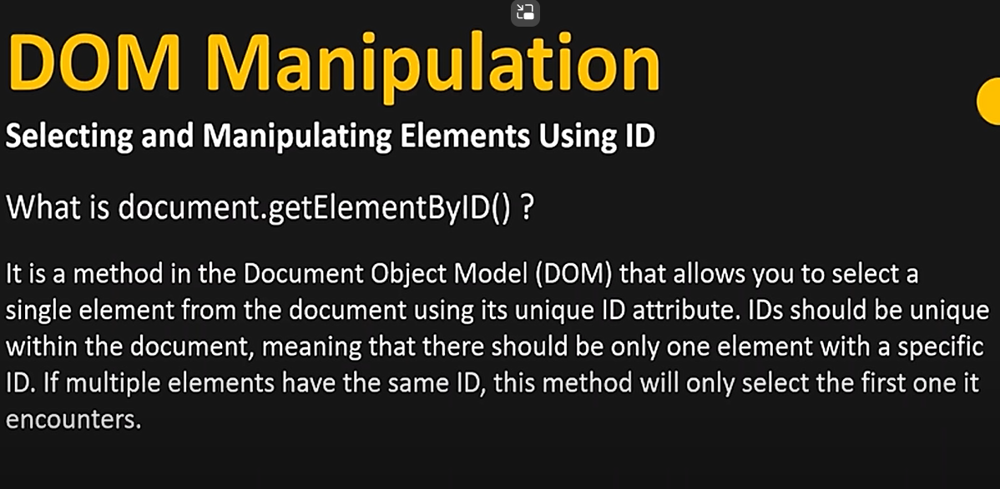 DOM Manipulation
Selecting and Manipulating Elements Using ID
What is document.getElementByID() ?
It is a method in the Document Object Model (DOM) that allows you to select a
single element from the document using its unique ID attribute. IDs should be unique
within the document, meaning that there should be only one element with a specific
ID. If multiple elements have the same ID, this method will only select the first one it
encounters.